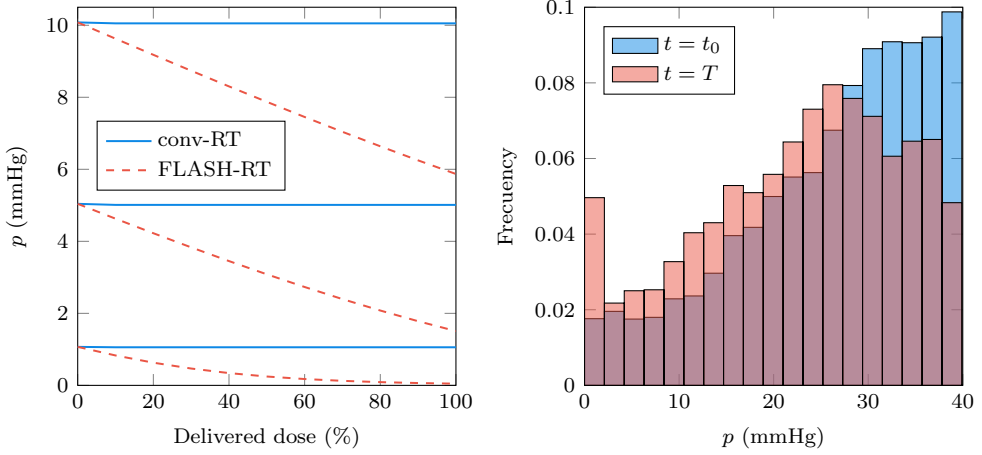 10
8
6
4
2
0
0
20
40
60
80
100
p (mmHg)
Delivered dose (%)
conv-RT
FLASH-RT
0.1
0.08
0.06
0.04
0.02
0
0
10
20
30
40
Frecuency
p (mmHg)
t = t₀
t = T